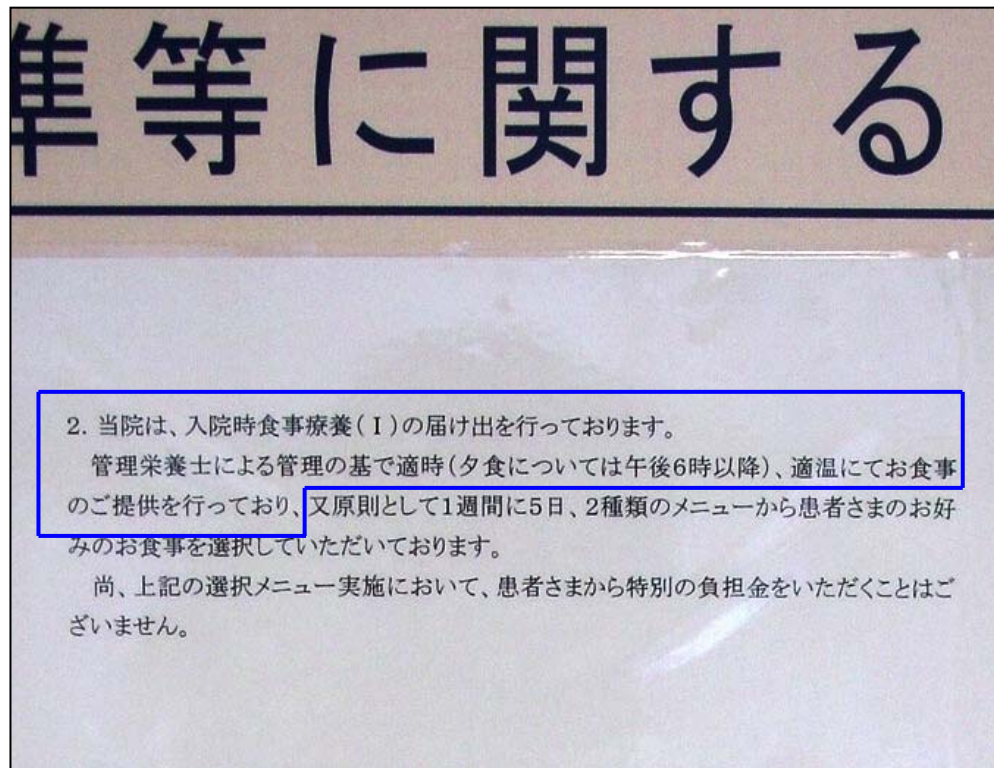 準等に関する
2. 当院は、入院時食事療養(Ⅰ)の届け出を行っております。
管理栄養士による管理の基で適時(夕食については午後6時以降)、適温にてお食事
のご提供を行っており、又原則として1週間に5日、2種類のメニューから患者さまのお好
みのお食事を選択していただいております。
尚、上記の選択メニュー実施において、患者さまから特別の負担金をいただくことはご
ざいません。